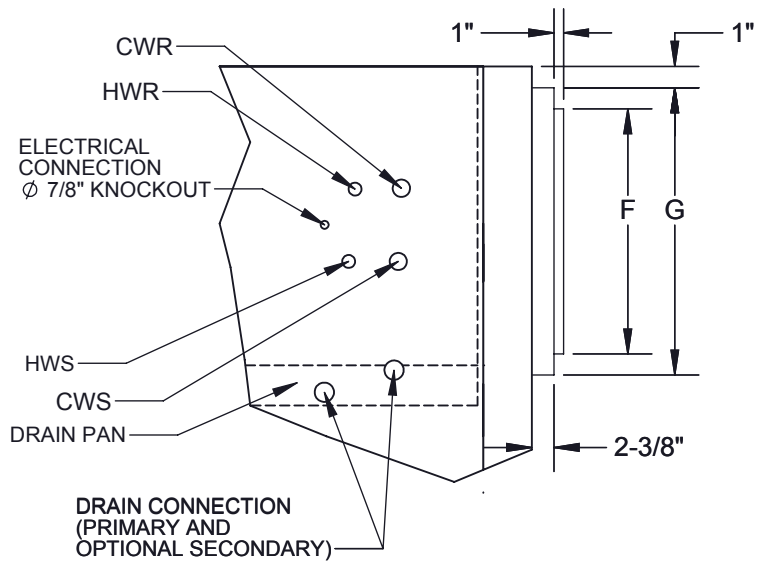 1"
1"
CWR
HWR
ELECTRICAL
CONNECTION
Ø 7/8" KNOCKOUT
F
G
HWS
CWS
DRAIN PAN
2-3/8"
DRAIN CONNECTION
(PRIMARY AND
OPTIONAL SECONDARY)